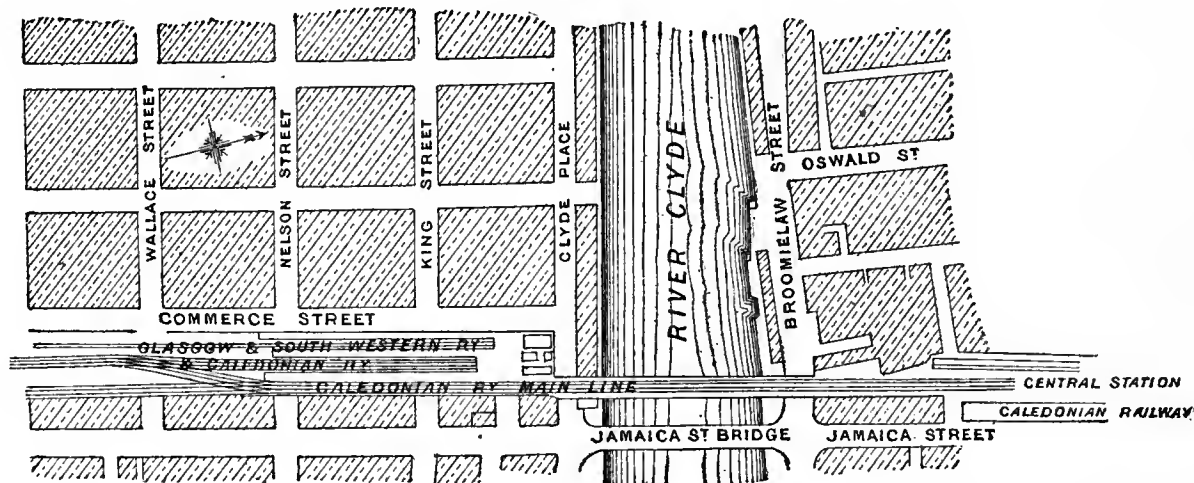 WALLACE STREET
NELSON STREET
KING STREET
CLYDE PLACE
RIVER CLYDE
BROOMIELAW STREET
OSWALD ST
COMMERCE STREET
GLASGOW & SOUTH WESTERN RY
& CALEDONIAN RY
CALEDONIAN RY MAIN LINE
CENTRAL STATION
CALEDONIAN RAILWAY
JAMAICA ST BRIDGE
JAMAICA STREET